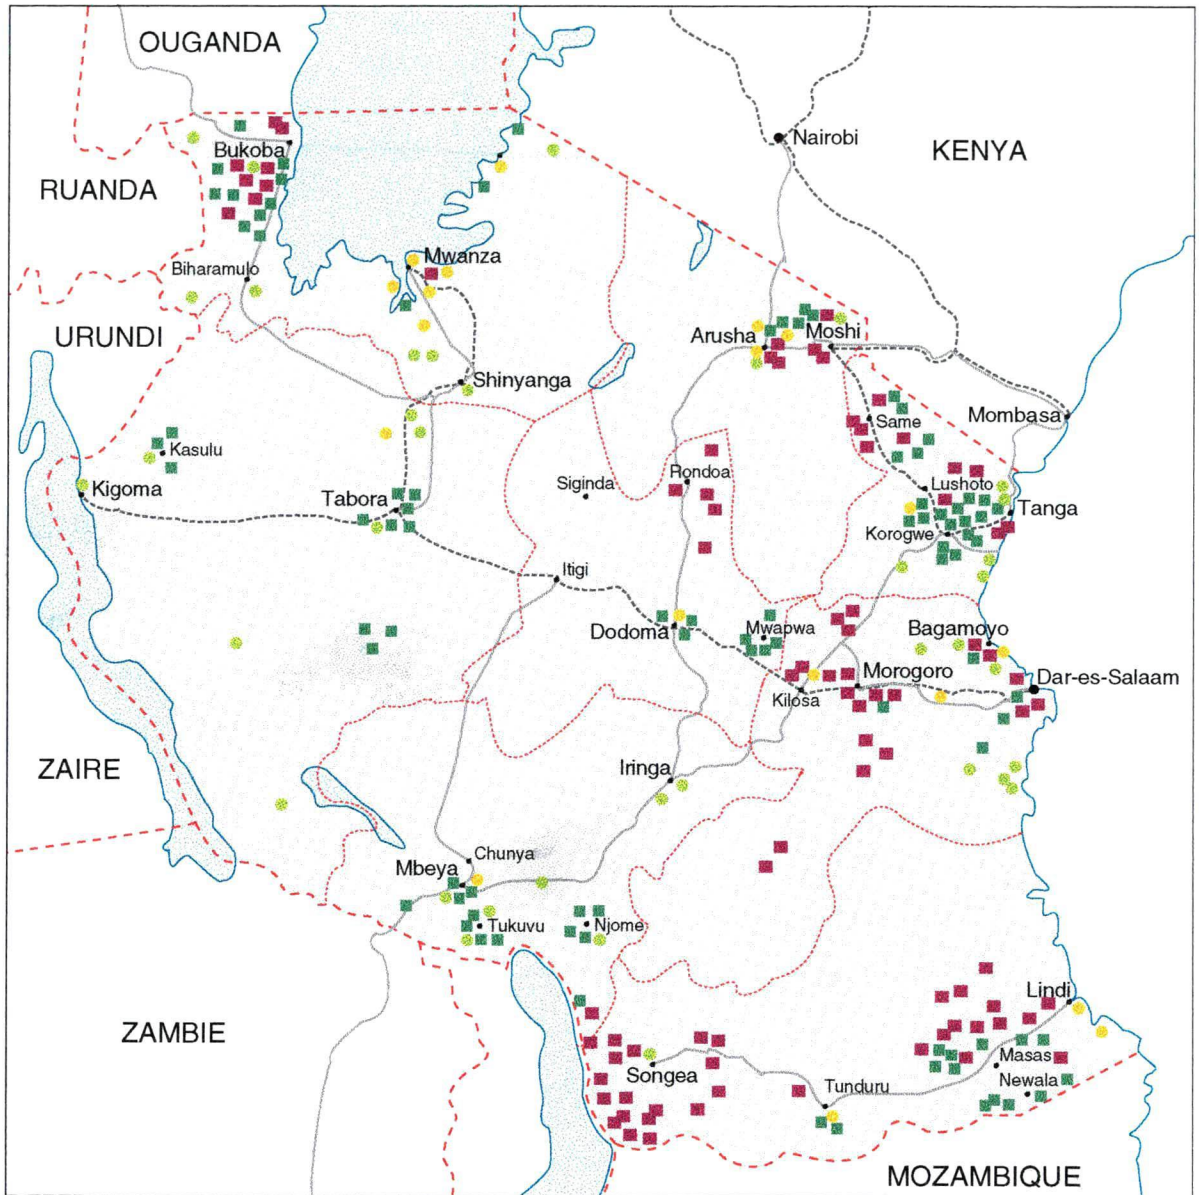 OUGANDA
Nairobi
KENYA
Bukoba
RUANDA
Mwanza
Biharamulo
URUNDI
Arusha
Moshi
Shinyanga
Mombasa
Same
Kasulu
Rondoa
Kigoma
Siginda
Lushoto
Tabora
Tanga
Korogwe
Itigi
Dodoma
Mwapwa
Bagamoyo
Morogoro
Dar-es-Salaam
Kilosa
ZAIRE
Iringa
Chunya
Mbeya
Tukuvu
Njome
Lindi
ZAMBIE
Masas
Songea
Newala
Tunduru
MOZAMBIQUE